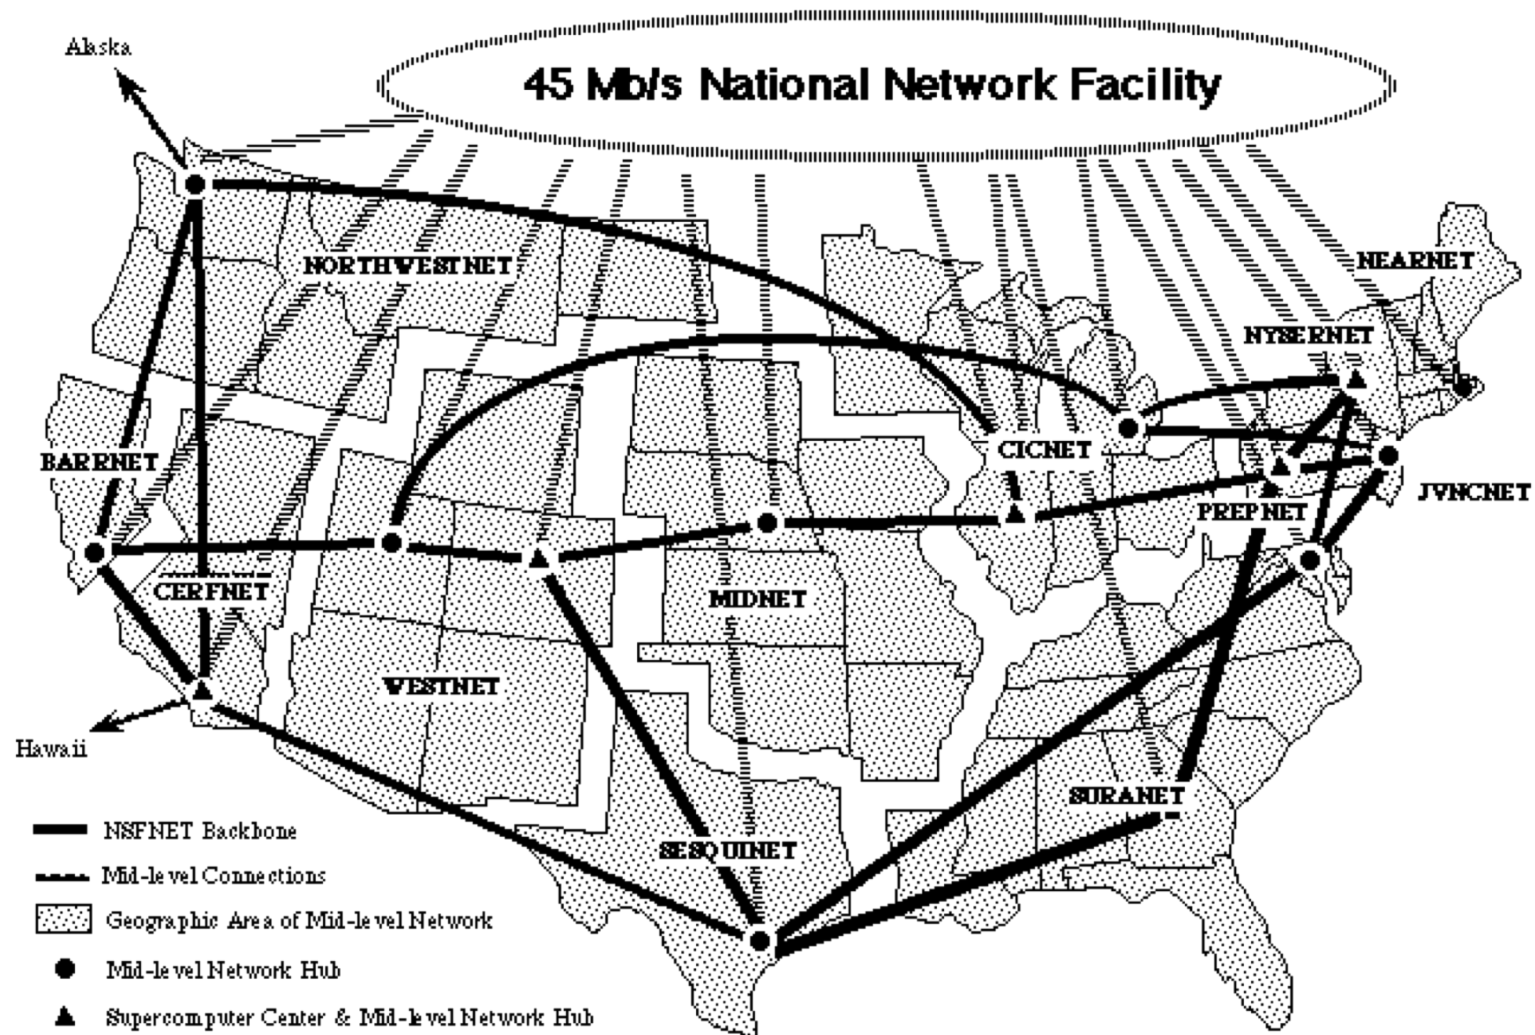 Alaska
45 Mb/s National Network Facility
NORTHWESTNET
NEARNET
NYSERNET
BARRNET
CICNET
JVNCNET
PREPNET
CERFNET
MIDNET
WESTNET
Hawaii
SURANET
SESQUINET
NSFNET Backbone
Mid-level Connections
Geographic Area of Mid-level Network
Mid-level Network Hub
Supercomputer Center & Mid-level Network Hub